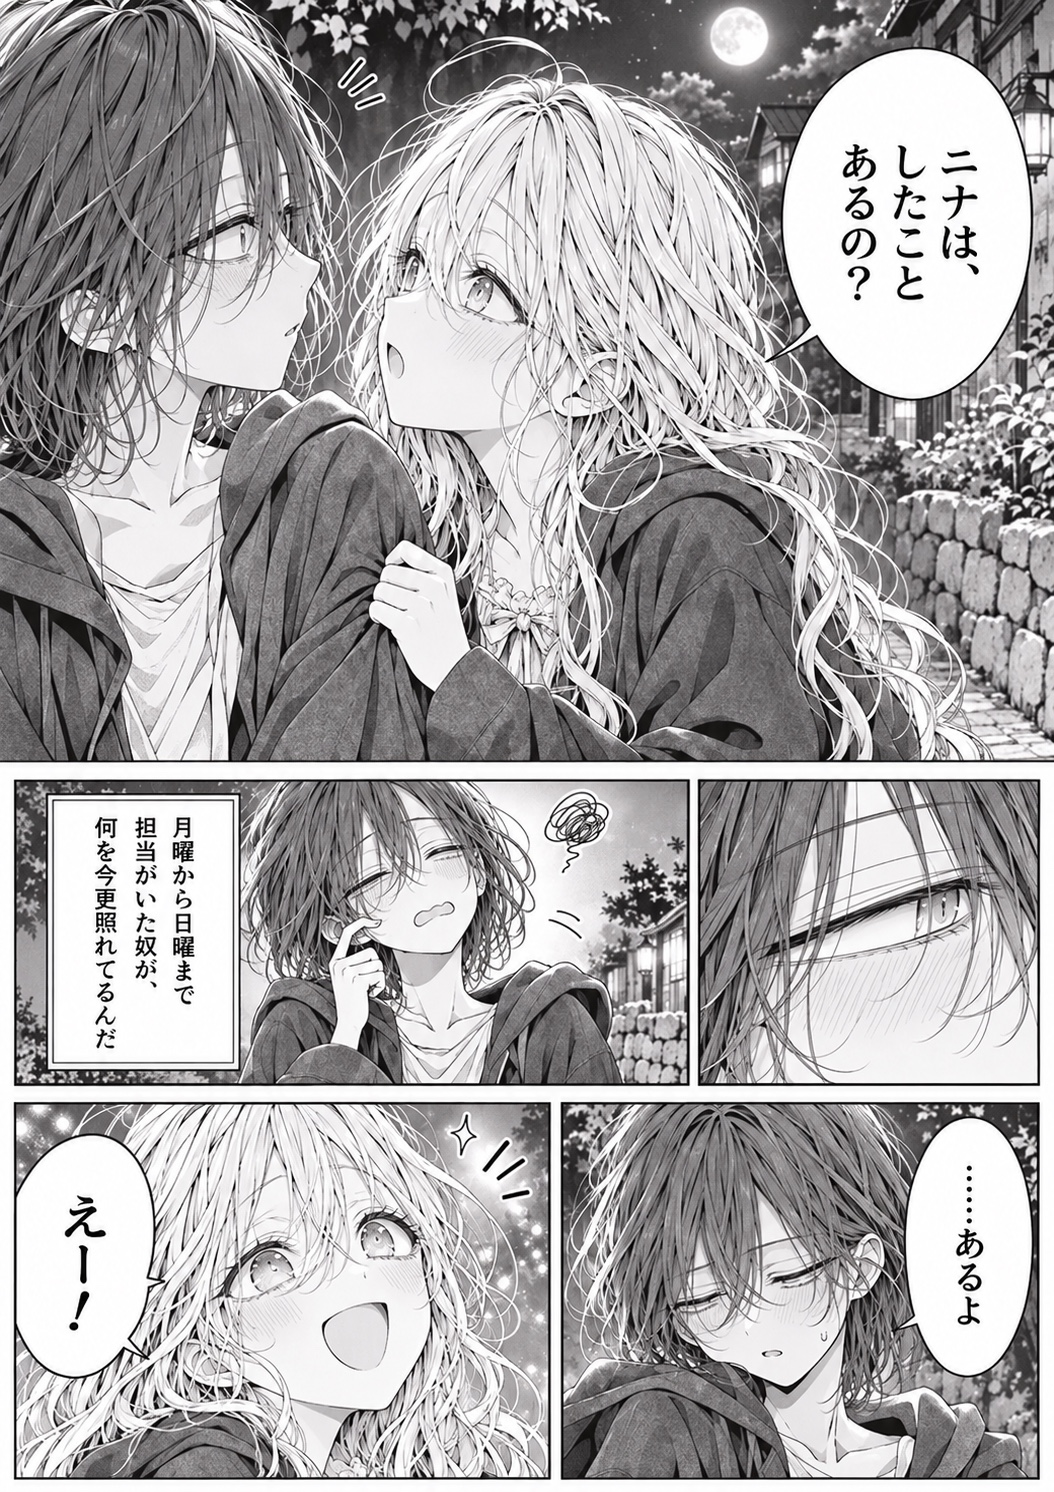 ニナは、
したこと
あるの？
月曜から日曜まで
担当がいた奴が、
何を今更照れてるんだ
……あるよ
えー！